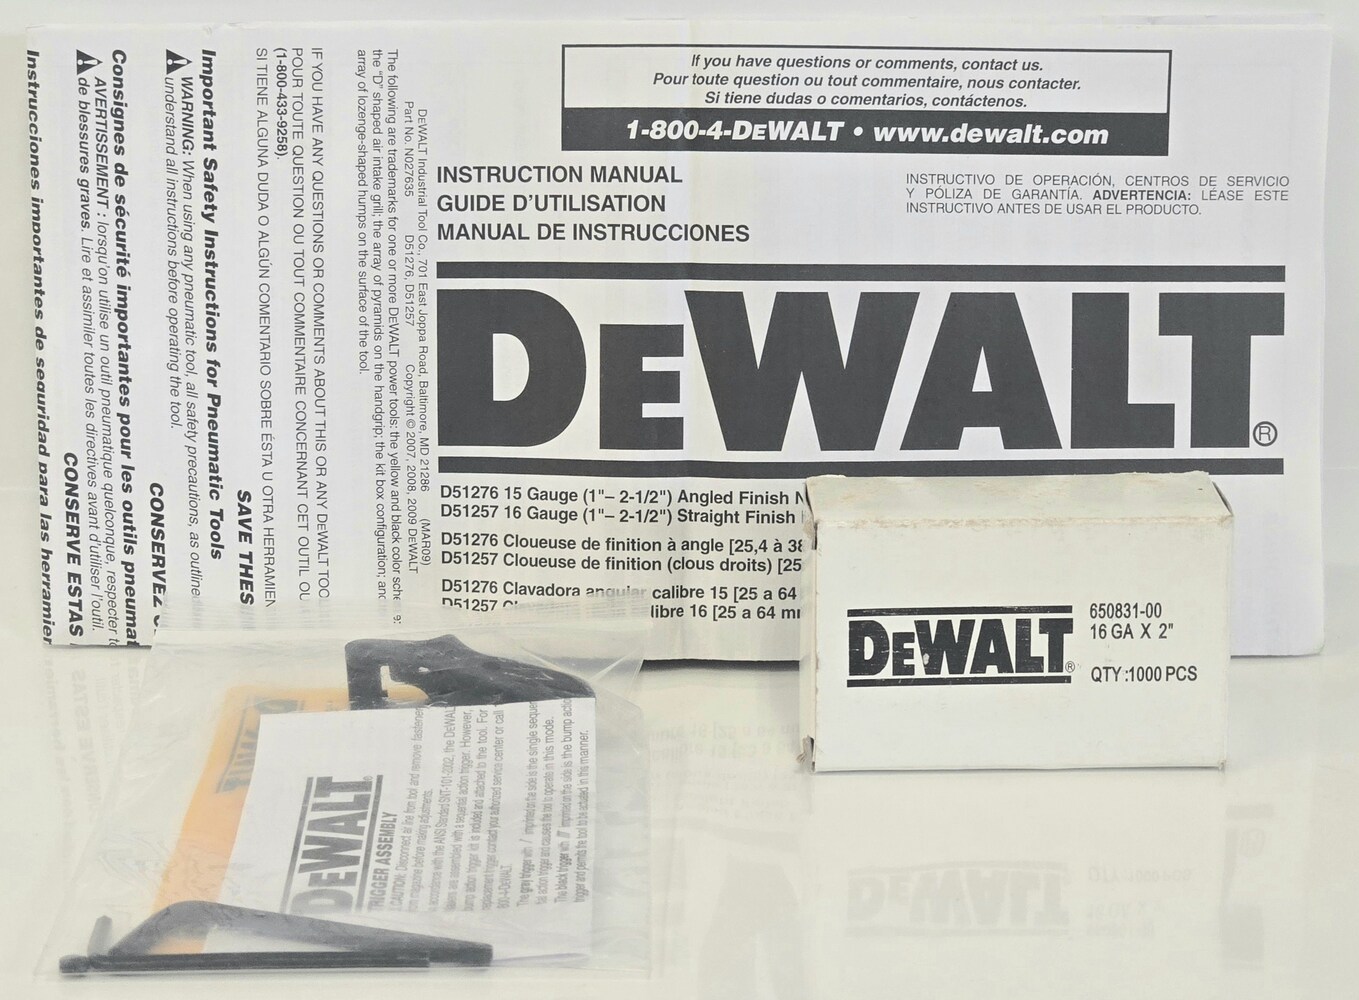 If you have questions or comments, contact us.
Pour toute question ou tout commentaire, nous contacter.
Si tiene dudas o comentarios, contáctenos.
1-800-4-DEWALT • www.dewalt.com
INSTRUCTION MANUAL
GUIDE D'UTILISATION
MANUAL DE INSTRUCCIONES
INSTRUCTIVO DE OPERACIÓN, CENTROS DE SERVICIO
Y PÓLIZA DE GARANTÍA. ADVERTENCIA: LÉASE ESTE
INSTRUCTIVO ANTES DE USAR EL PRODUCTO.
DEWALT®
D51276 15 Gauge (1"– 2-1/2") Angled Finish N
D51257 16 Gauge (1"– 2-1/2") Straight Finish
D51276 Cloueuse de finition à angle [25,4 à 38
D51257 Cloueuse de finition (clous droits) [25
D51276 Clavadora angular calibre 15 [25 a 64
D51257 libre 16 [25 a 64 mm
DEWALT Industrial Tool Co., 701 East Joppa Road, Baltimore, MD 21286
(MAR09) Part No. N027635 D51276, D51257 Copyright © 2007, 2008, 2009 DEWALT
The following are trademarks for one or more DEWALT power tools: the yellow and black color scheme;
the "D" shaped air intake grill; the array of pyramids on the handgrip; the kit box configuration; and
array of lozenge-shaped humps on the surface of the tool.
IF YOU HAVE ANY QUESTIONS OR COMMENTS ABOUT THIS OR ANY DEWALT TOO
POUR TOUTE QUESTION OU TOUT COMMENTAIRE CONCERNANT CET OUTIL OU
(1-800-433-9258).
SI TIENE ALGUNA DUDA O ALGÚN COMENTARIO SOBRE ÉSTA U OTRA HERRAMIEN
SAVE THES
Important Safety Instructions for Pneumatic Tools
WARNING: When using any pneumatic tool, all safety precautions, as outline
understand all instructions before operating the tool.
CONSERVEZ
Consignes de sécurité importantes pour les outils pneumat
AVERTISSEMENT : lorsqu'on utilise un outil pneumatique quelconque, respecter to
de blessures graves. Lire et assimiler toutes les directives avant d'utiliser l'outil.
CONSERVE ESTAS
Instrucciones importantes de seguridad para las herramien
DEWALT®
650831-00
16 GA X 2"
QTY :1000 PCS
DEWALT
TRIGGER ASSEMBLY